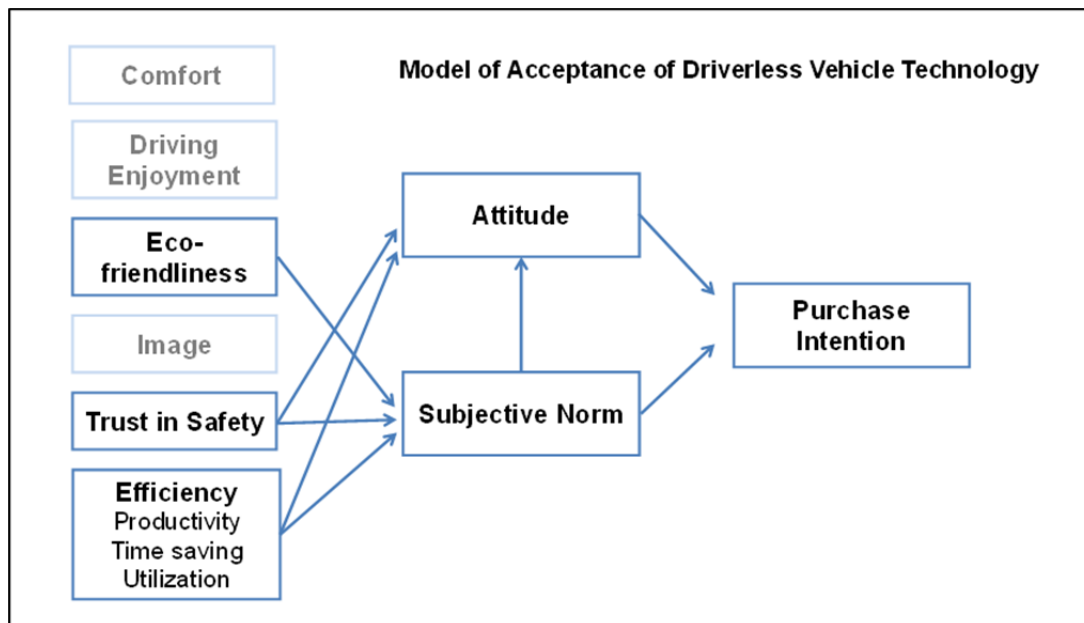 Model of Acceptance of Driverless Vehicle Technology
Comfort
Driving
Enjoyment
Eco-
friendliness
Image
Trust in Safety
Efficiency
Productivity
Time saving
Utilization
Attitude
Subjective Norm
Purchase
Intention